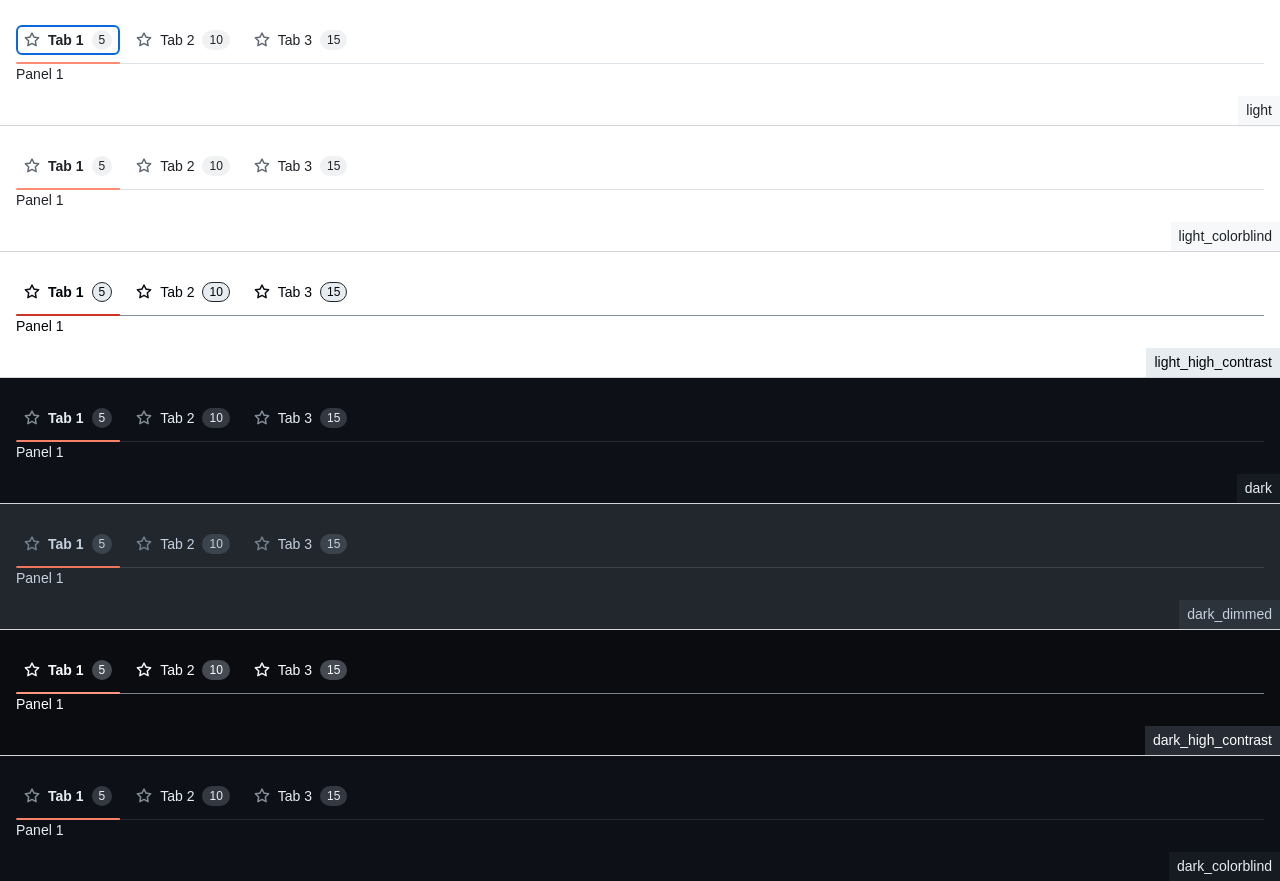 Tab 1 5 Tab 2 10 Tab 3 15
Panel 1
light
Tab 1 5 Tab 2 10 Tab 3 15
Panel 1
light_colorblind
Tab 1 5 Tab 2 10 Tab 3 15
Panel 1
light_high_contrast
Tab 1 5 Tab 2 10 Tab 3 15
Panel 1
dark
Tab 1 5 Tab 2 10 Tab 3 15
Panel 1
dark_dimmed
Tab 1 5 Tab 2 10 Tab 3 15
Panel 1
dark_high_contrast
Tab 1 5 Tab 2 10 Tab 3 15
Panel 1
dark_colorblind